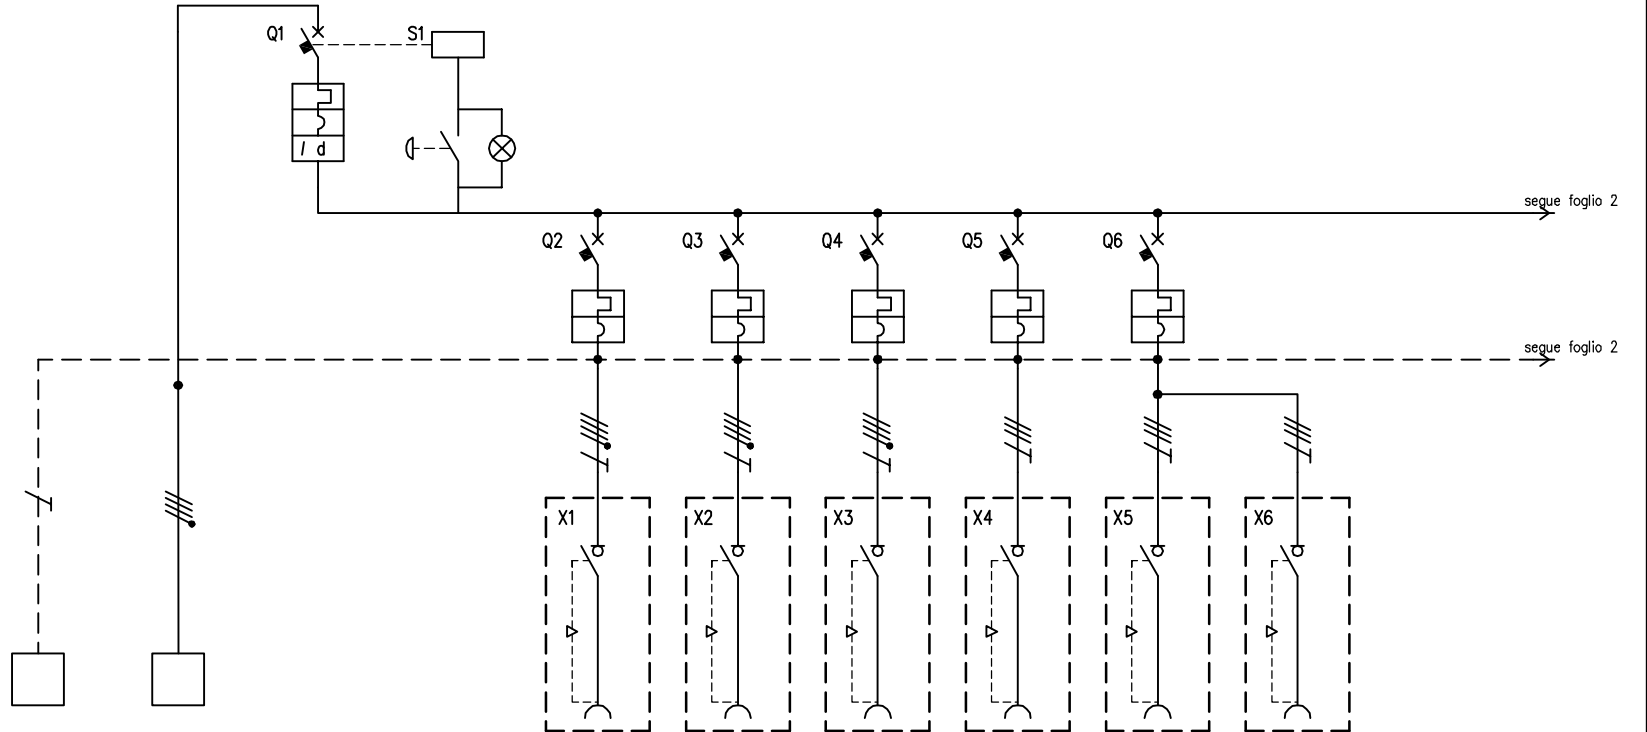 Q1
S1
I d
segue foglio 2
Q2
Q3
Q4
Q5
Q6
segue foglio 2
X1
X2
X3
X4
X5
X6